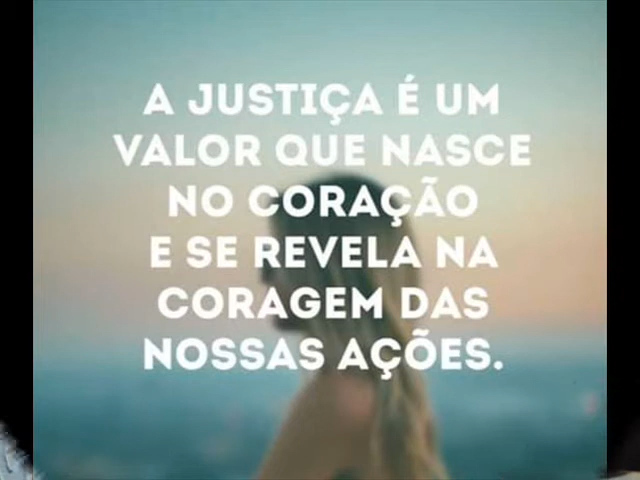 A JUSTIÇA É UM
VALOR QUE NASCE
NO CORAÇÃO
E SE REVELA NA
CORAGEM DAS
NOSSAS AÇÕES.